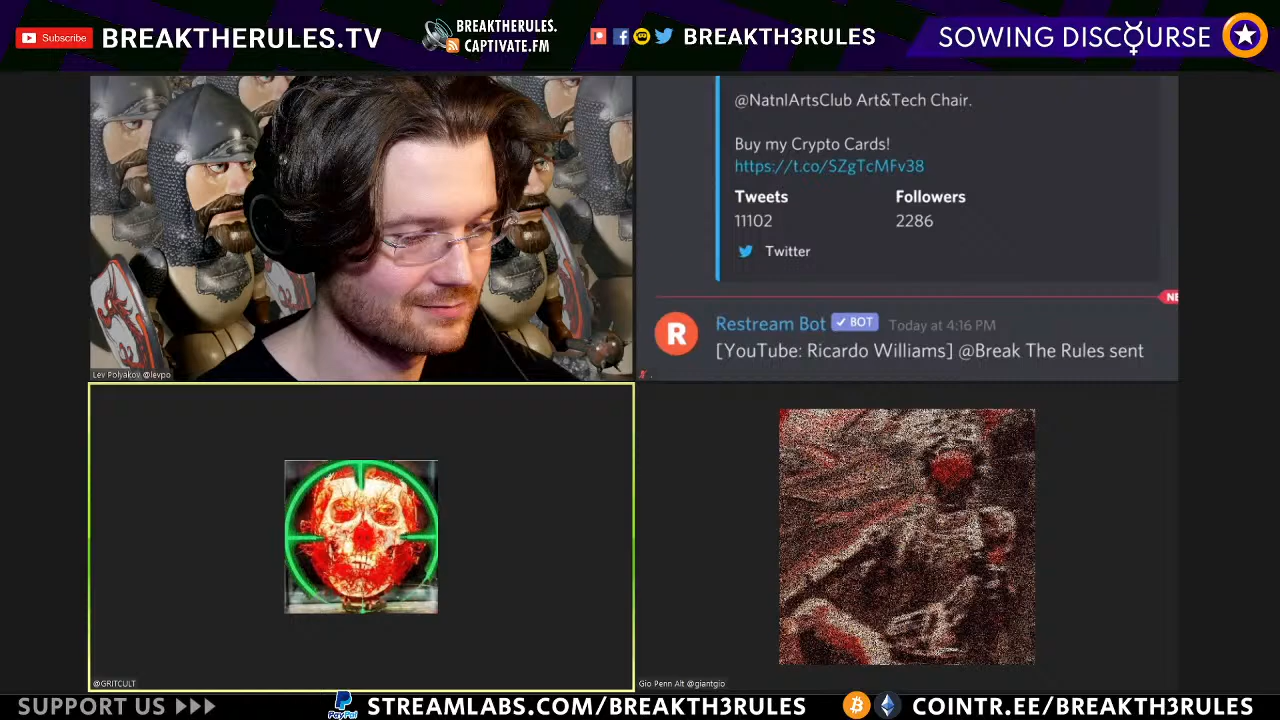 Subscribe
BREAKTHERULES.TV
BREAKTHERULES.
CAPTIVATE.FM
BREAKTH3RULES
SOWING DISCOURSE
@NatnlArtsClub Art&Tech Chair.
Buy my Crypto Cards!
https://t.co/SZgTcMFv38
Tweets Followers
11102 2286
Twitter
NE
R
Restream Bot ✓ BOT Today at 4:16 PM
[YouTube: Ricardo Williams] @Break The Rules sent
Lev Polyakov @levpo
@GRITCULT
Gio Penn Alt @giantgio
SUPPORT US
PayPal
STREAMLABS.COM/BREAKTH3RULES
COINTR.EE/BREAKTH3RULES